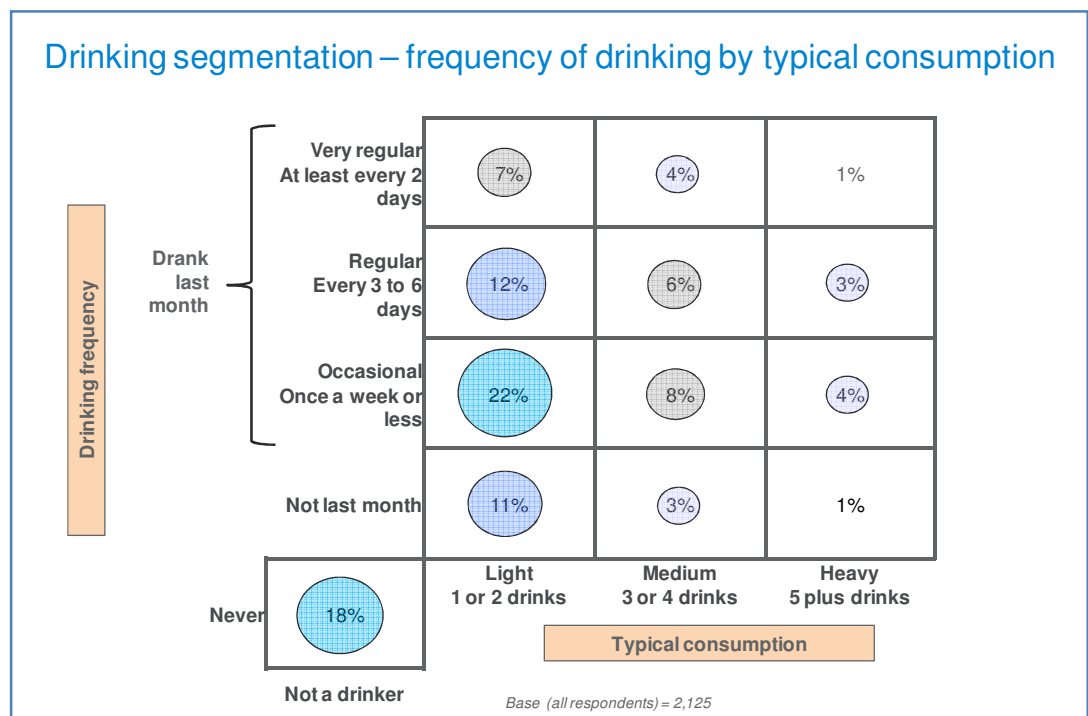 Drinking segmentation – frequency of drinking by typical consumption
Very regular
At least every 2
days
7%
4%
1%
Drinking frequency
Drank
last
month
Regular
Every 3 to 6
days
12%
6%
3%
Occasional
Once a week or
less
22%
8%
4%
Not last month
11%
3%
1%
Light
1 or 2 drinks
Medium
3 or 4 drinks
Heavy
5 plus drinks
Never
18%
Typical consumption
Not a drinker
Base (all respondents) = 2,125